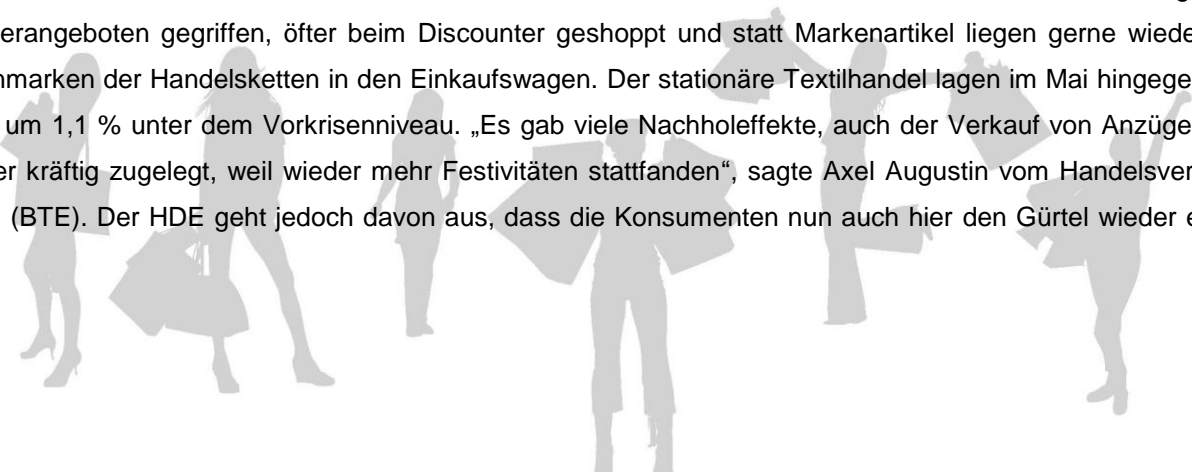 erangeboten gegriffen, öfter beim Discounter geshoppt und statt Markenartikel liegen gerne wiede
nmarken der Handelsketten in den Einkaufswagen. Der stationäre Textilhandel lagen im Mai hingege
um 1,1 % unter dem Vorkrisenniveau. „Es gab viele Nachholeffekte, auch der Verkauf von Anzüge
er kräftig zugelegt, weil wieder mehr Festivitäten stattfanden“, sagte Axel Augustin vom Handelsver
(BTE). Der HDE geht jedoch davon aus, dass die Konsumenten nun auch hier den Gürtel wieder e